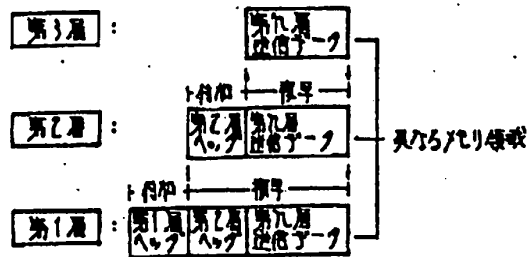 第3層 :
第九層
送信データ
付加
複写
第2層 :
第2層
ヘッダ
第九層
送信データ
異なるメモリ領域
付加
複写
第1層 :
第1層
ヘッダ
第2層
ヘッダ
第九層
送信データ